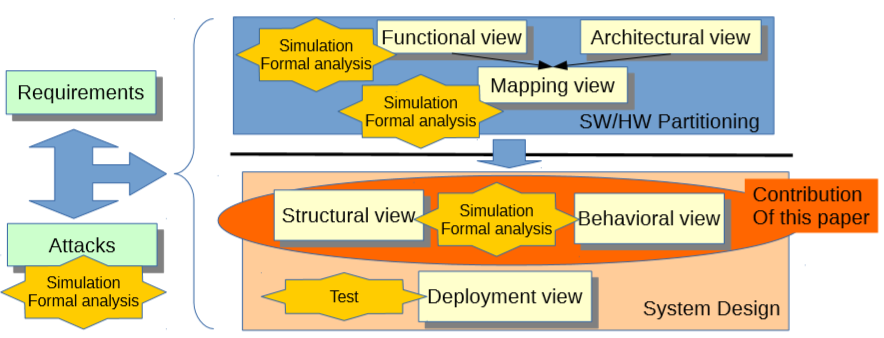 Requirements
Attacks
Simulation
Formal analysis
Simulation
Formal analysis
Functional view
Architectural view
Simulation
Formal analysis
Mapping view
SW/HW Partitioning
Structural view
Simulation
Formal analysis
Behavioral view
Contribution
Of this paper
Test
Deployment view
System Design